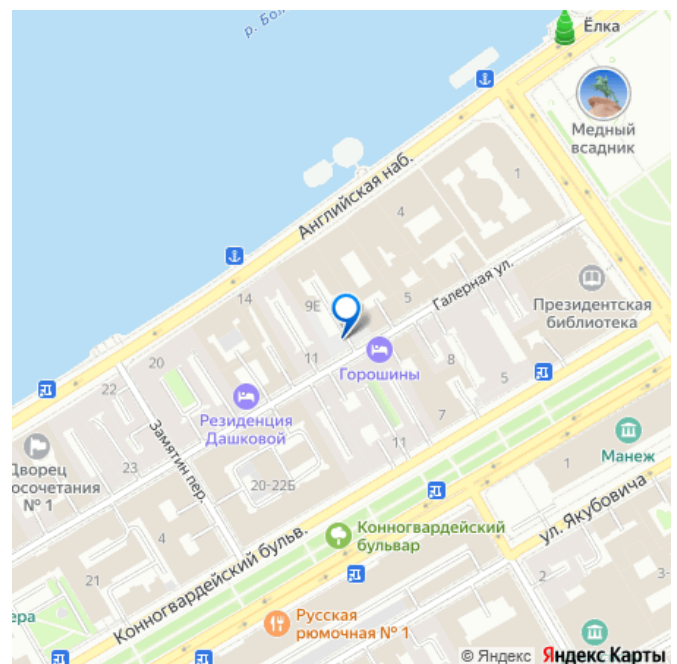 р. Бол
Ёлка
Медный
всадник
1
Английская наб.
4
Галерная ул.
Президентская
библиотека
14
9Е
5
11
Горошины
8
5
20
22
Резиденция
Дашковой
7
Манеж
Дворец
осочетания
№ 1
23
Замятин пер.
11
1
20-22Б
ул. Якубовича
4
Конногвардейский
бульвар
Конногвардейский бульв.
21
2
3-
ера
Русская
рюмочная № 1
© Яндекс Яндекс Карты